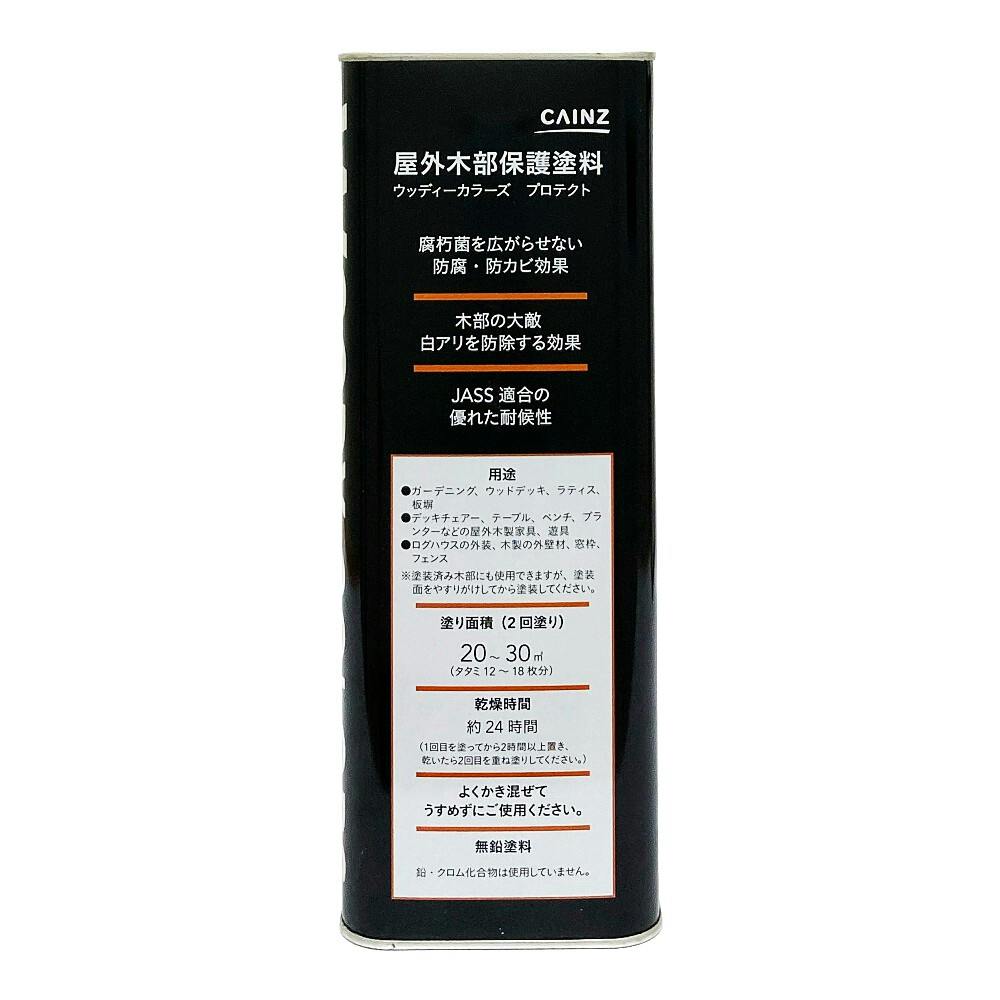 CAINZ
屋外木部保護塗料
ウッディーカラーズ　プロテクト
腐朽菌を広がらせない
防腐・防カビ効果
木部の大敵
白アリを防除する効果
JASS 適合の
優れた耐候性
用途
●ガーデニング、ウッドデッキ、ラティス、
板塀
●デッキチェアー、テーブル、ベンチ、プラ
ンターなどの屋外木製家具、遊具
●ログハウスの外装、木製の外壁材、窓枠、
フェンス
※塗装済み木部にも使用できますが、塗装
面をやすりがけしてから塗装してください。
塗り面積（2回塗り）
20～30㎡
（タタミ12～18枚分）
乾燥時間
約24時間
（1回目を塗ってから2時間以上置き、
乾いたら2回目を重ね塗りしてください。）
よくかき混ぜて
うすめずにご使用ください。
無鉛塗料
鉛・クロム化合物は使用していません。